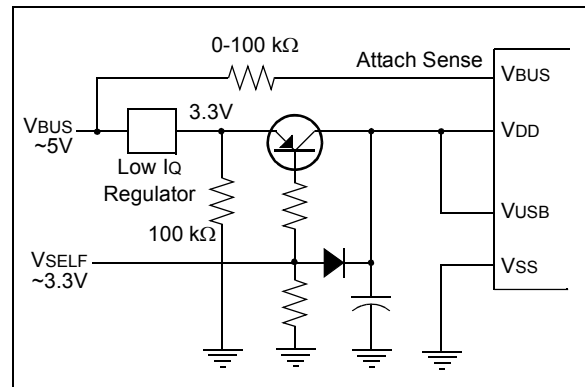 0-100 kΩ
Attach Sense
VBUS
VBUS
~5V
3.3V
VDD
Low IQ
Regulator
100 kΩ
VUSB
VSELF
~3.3V
VSS